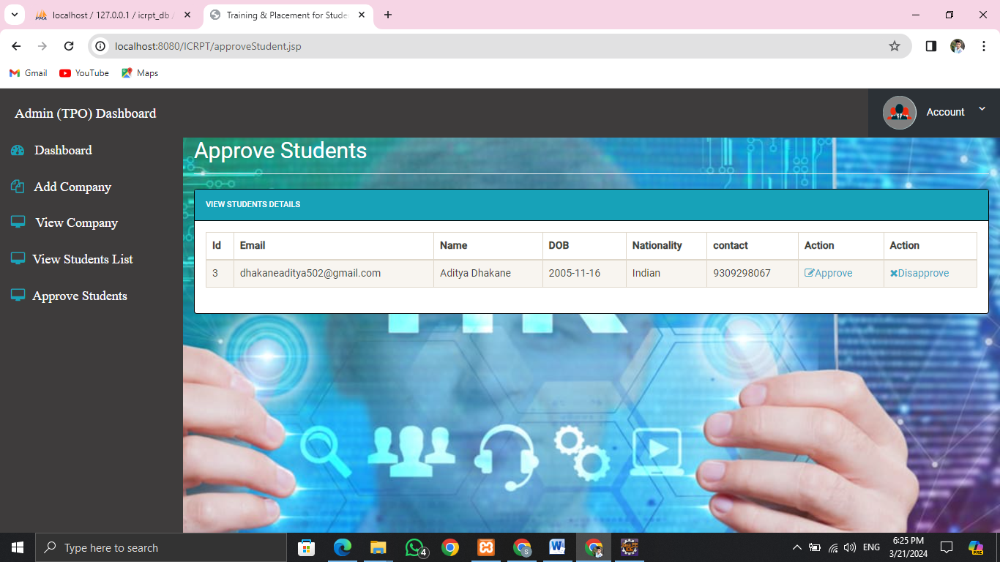 localhost / 127.0.0.1 / icrpt_db /
Training & Placement for Stude
localhost:8080/ICRPT/approveStudent.jsp
Gmail YouTube Maps
Admin (TPO) Dashboard
Account
Dashboard
Add Company
View Company
View Students List
Approve Students
Approve Students
VIEW STUDENTS DETAILS
Id Email Name DOB Nationality contact Action Action
3 dhakaneaditya502@gmail.com Aditya Dhakane 2005-11-16 Indian 9309298067 Approve Disapprove
Type here to search
4
S
W
ENG
6:25 PM
3/21/2024
PRE